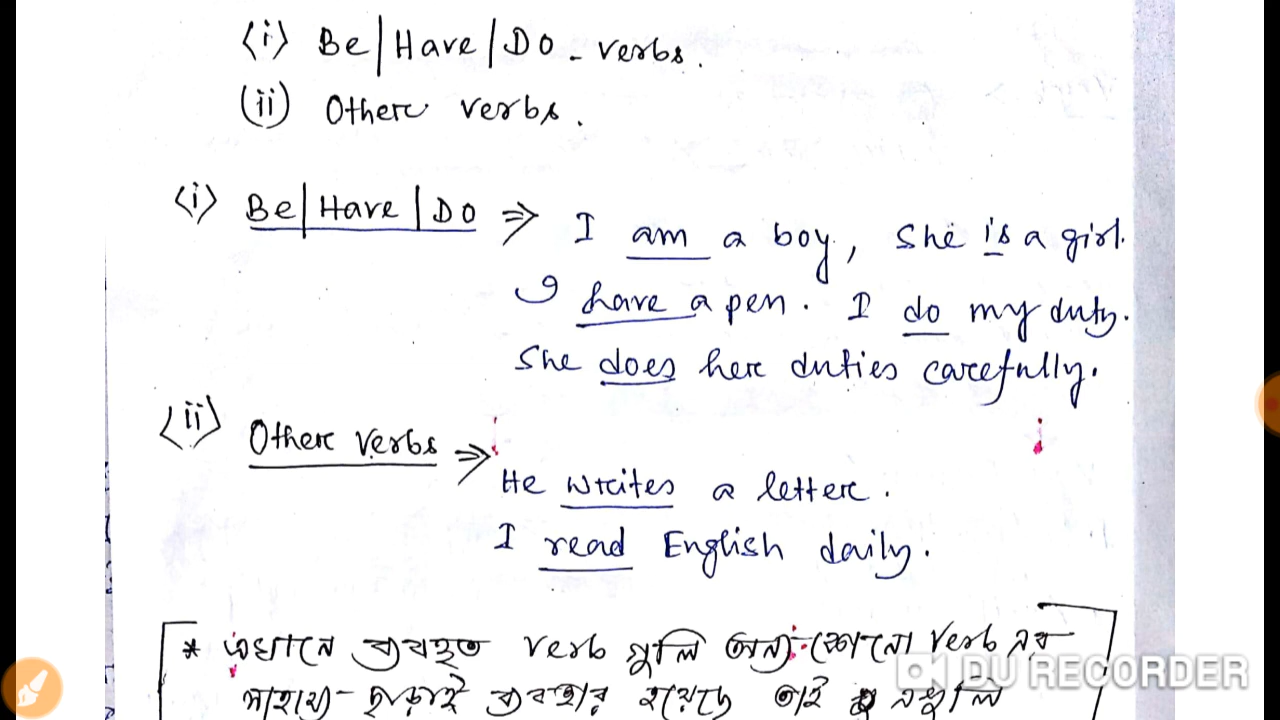 (i) Be/Have/DO - verbs.
(ii) Other verbs.
(i) Be/Have/DO ⇒ I am a boy, She is a girl.
I have a pen. I do my duty.
She does her duties carefully.
(ii) Other verbs ⇒
He writes a letter.
I read English daily.
[* এখানে ব্যবহৃত verb গুলি অন্য কোনো verb এর
সাহায্য ছাড়াই ব্যবহার হয়েছে তাই এগুলি
DU RECORDER